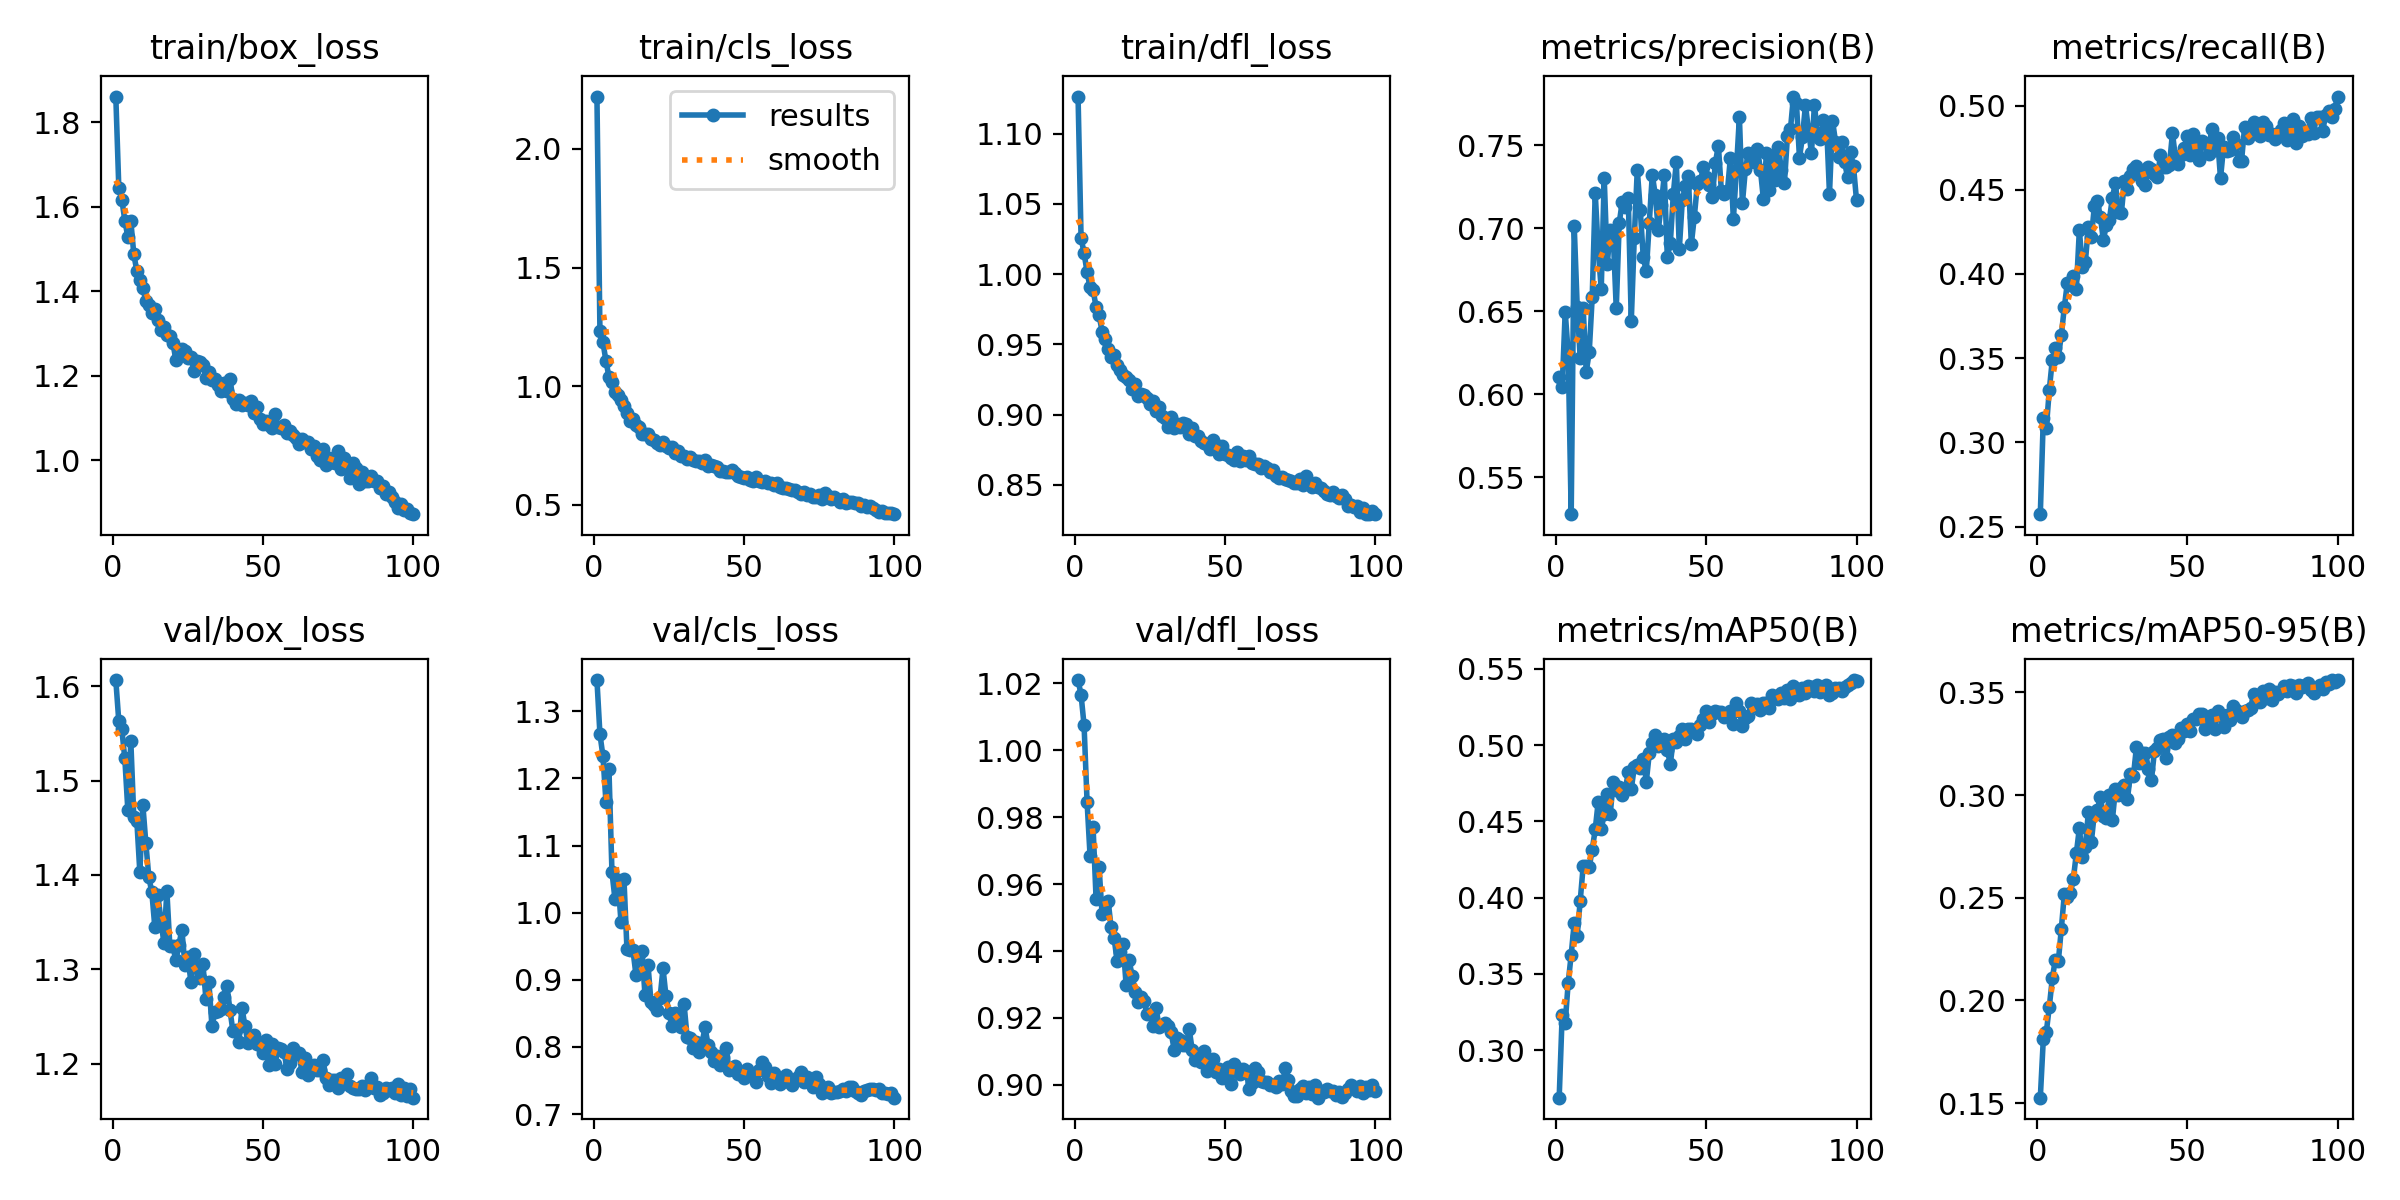 train/box_loss
1.8
1.6
1.4
1.2
1.0
0 50 100
train/cls_loss
results
smooth
2.0
1.5
1.0
0.5
0 50 100
train/dfl_loss
1.10
1.05
1.00
0.95
0.90
0.85
0 50 100
metrics/precision(B)
0.75
0.70
0.65
0.60
0.55
0 50 100
metrics/recall(B)
0.50
0.45
0.40
0.35
0.30
0.25
0 50 100
val/box_loss
1.6
1.5
1.4
1.3
1.2
0 50 100
val/cls_loss
1.3
1.2
1.1
1.0
0.9
0.8
0.7
0 50 100
val/dfl_loss
1.02
1.00
0.98
0.96
0.94
0.92
0.90
0 50 100
metrics/mAP50(B)
0.55
0.50
0.45
0.40
0.35
0.30
0 50 100
metrics/mAP50-95(B)
0.35
0.30
0.25
0.20
0.15
0 50 100